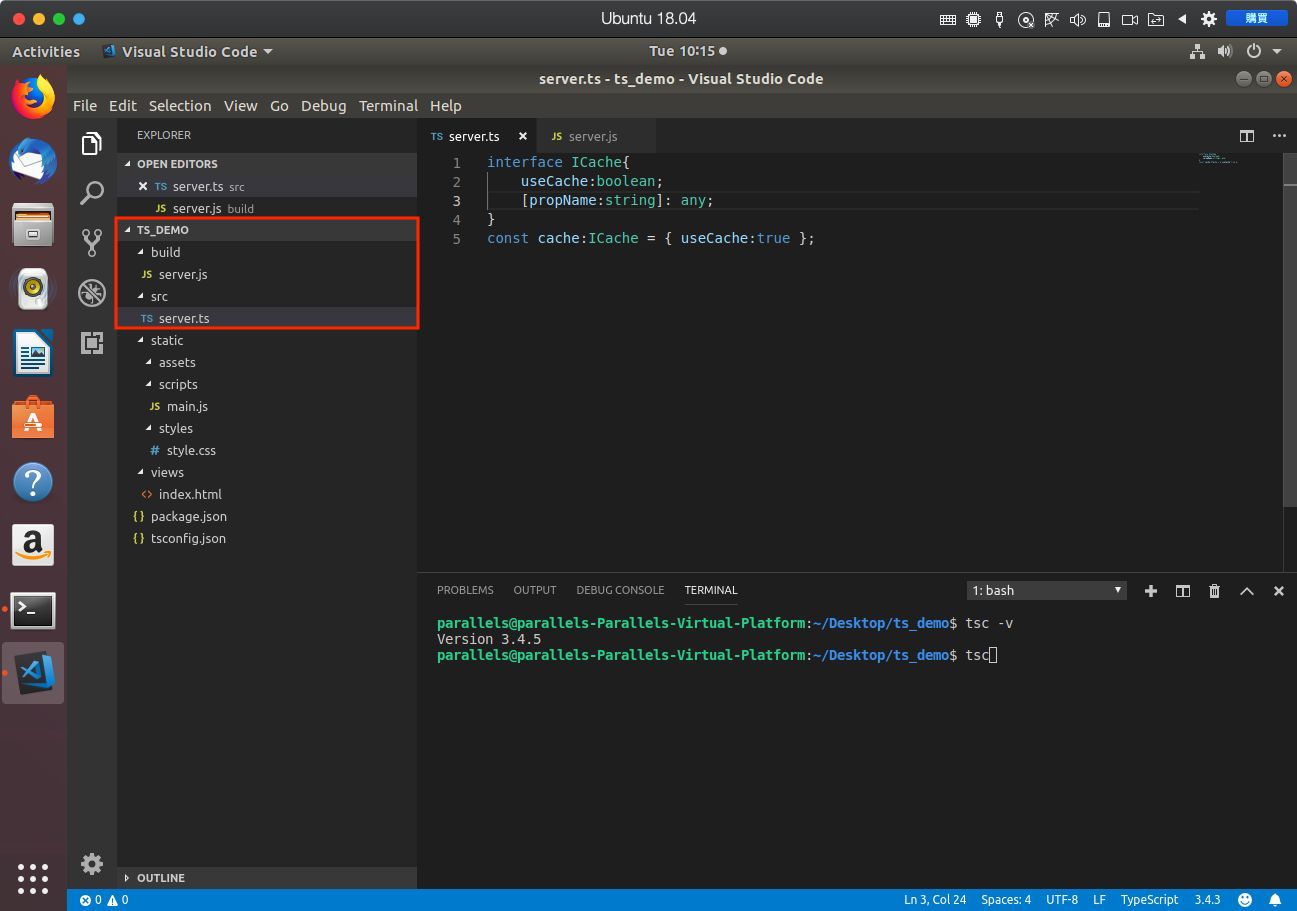 Ubuntu 18.04
購買
Activities
Visual Studio Code
Tue 10:15
server.ts - ts_demo - Visual Studio Code
File Edit Selection View Go Debug Terminal Help
EXPLORER
OPEN EDITORS
TS server.ts src
JS server.js build
TS_DEMO
build
JS server.js
src
TS server.ts
static
assets
scripts
JS main.js
styles
# style.css
views
<> index.html
{} package.json
{} tsconfig.json
OUTLINE
TS server.ts
JS server.js
1 interface ICache{
2 useCache:boolean;
3 [propName:string]: any;
4 }
5 const cache:ICache = { useCache:true };
PROBLEMS OUTPUT DEBUG CONSOLE TERMINAL
1: bash
parallels@parallels-Parallels-Virtual-Platform:~/Desktop/ts_demo$ tsc -v
Version 3.4.5
parallels@parallels-Parallels-Virtual-Platform:~/Desktop/ts_demo$ tsc
0 0
Ln 3, Col 24 Spaces: 4 UTF-8 LF TypeScript 3.4.3